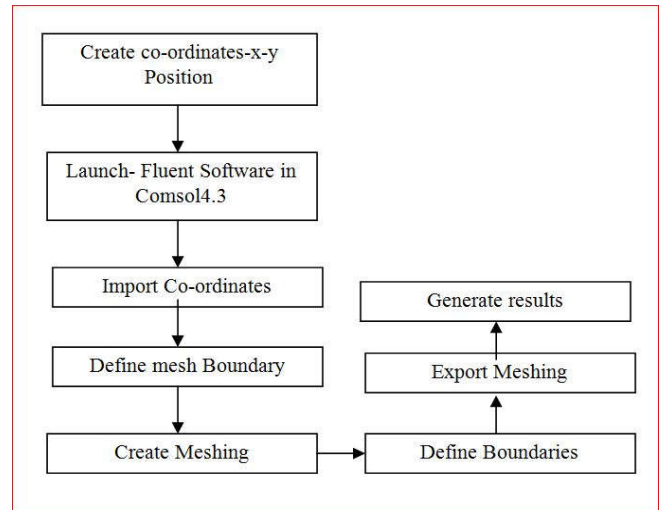 Create co-ordinates-x-y
Position
Launch- Fluent Software in
Comsol4.3
Import Co-ordinates
Define mesh Boundary
Create Meshing
Define Boundaries
Export Meshing
Generate results